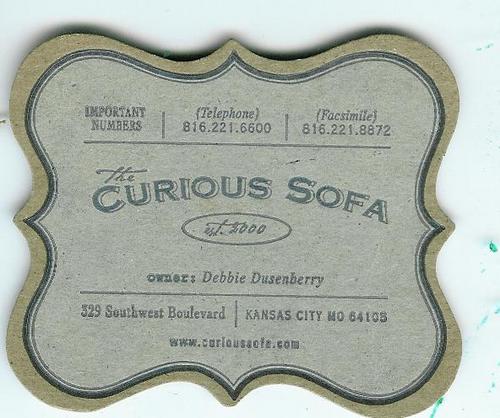 IMPORTANT NUMBERS
{Telephone}
816.221.6600
{Facsimile}
816.221.8872
The
CURIOUS SOFA
est. 2000
owner: Debbie Dusenberry
329 Southwest Boulevard
KANSAS CITY MO 64108
www.curioussofa.com